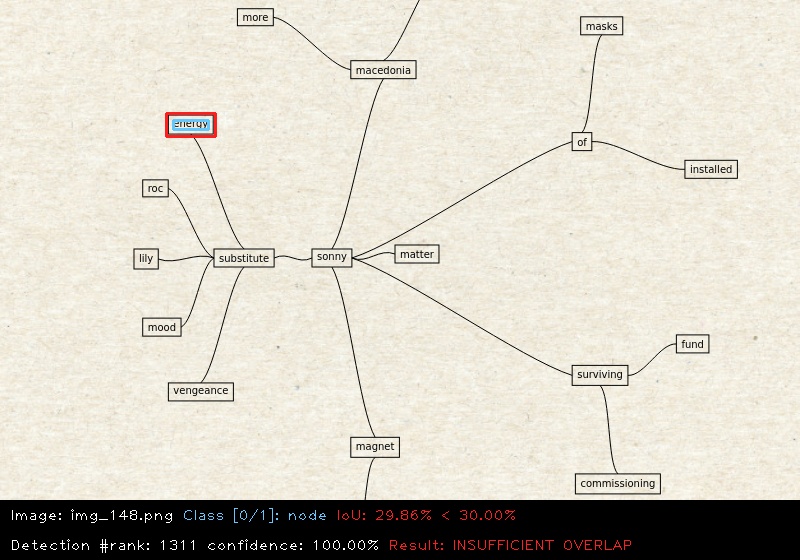 more
masks
macedonia
energy
of
installed
roc
substitute
sonny
matter
lily
mood
fund
surviving
vengeance
magnet
commissioning
Image: img_148.png Class [0/1]: node IoU: 29.86% < 30.00%
Detection #rank: 1311 confidence: 100.00% Result: INSUFFICIENT OVERLAP